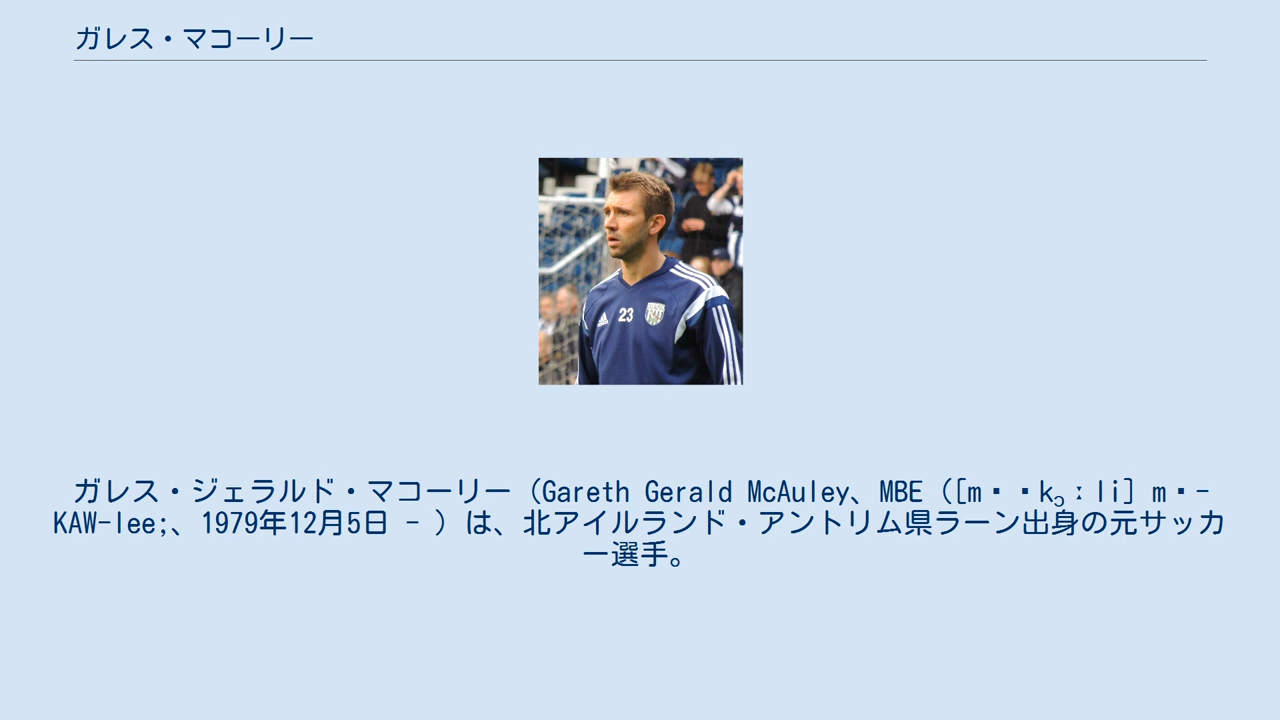 ガレス・マコーリー
23
ガレス・ジェラルド・マコーリー（Gareth Gerald McAuley、MBE（[m▪▪kɔːli] m▪-
KAW-lee;、1979年12月5日 - ）は、北アイルランド・アントリム県ラーン出身の元サッカ
ー選手。